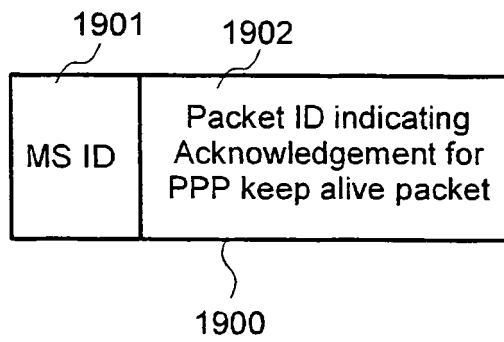 1901
1902
MS ID
Packet ID indicating
Acknowledgement for
PPP keep alive packet
1900